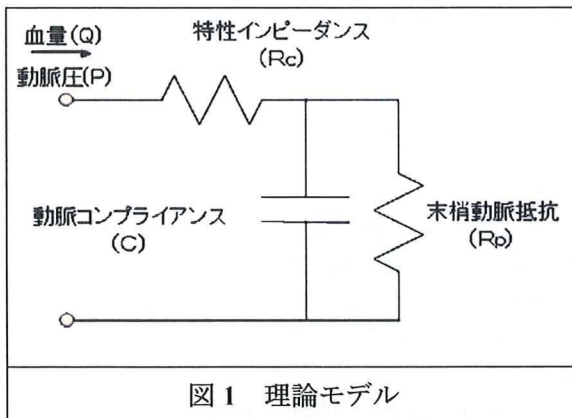 血量(Q)
動脈圧(P)
特性インピーダンス
(Rc)
動脈コンプライアンス
(C)
末梢動脈抵抗
(Rp)
図1 理論モデル